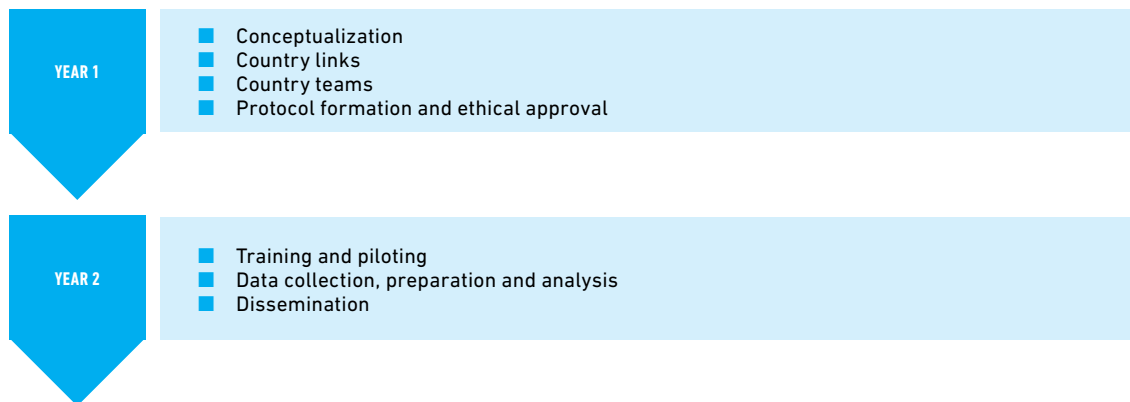 YEAR 1
Conceptualization
Country links
Country teams
Protocol formation and ethical approval
YEAR 2
Training and piloting
Data collection, preparation and analysis
Dissemination